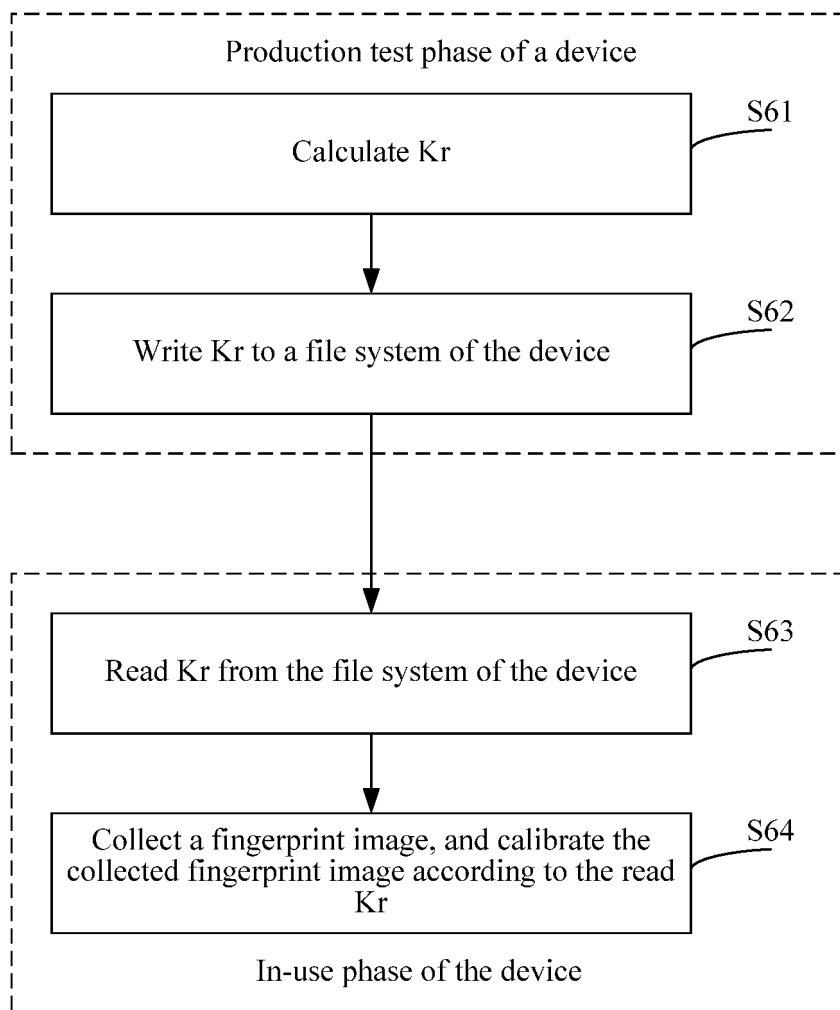 Production test phase of a device
S61
Calculate Kr
S62
Write Kr to a file system of the device
S63
Read Kr from the file system of the device
S64
Collect a fingerprint image, and calibrate the
collected fingerprint image according to the read
Kr
In-use phase of the device